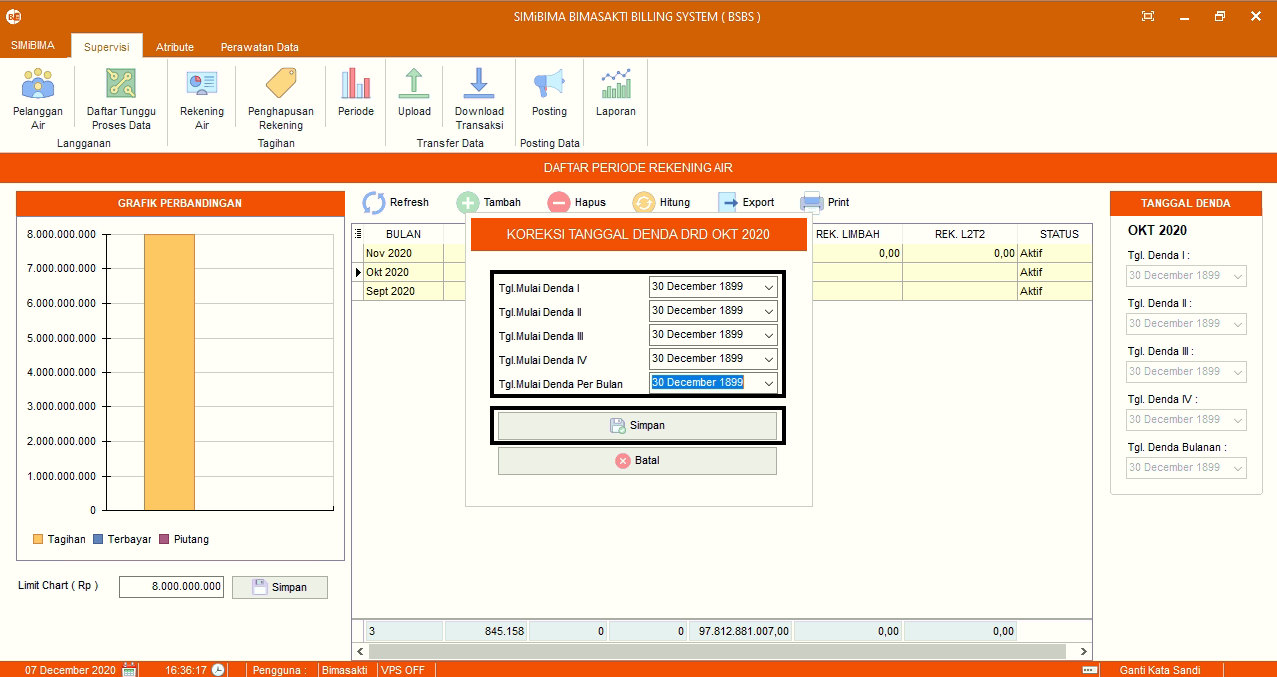 SIMiBIMA BIMASAKTI BILLING SYSTEM ( BSBS )
SIMiBIMA Supervisi Atribute Perawatan Data
Pelanggan Air
Daftar Tunggu Proses Data
Rekening Air
Penghapusan Rekening
Periode
Upload
Download Transaksi
Posting
Laporan
Langganan Tagihan Transfer Data Posting Data
DAFTAR PERIODE REKENING AIR
GRAFIK PERBANDINGAN
8.000.000.000
7.000.000.000
6.000.000.000
5.000.000.000
4.000.000.000
3.000.000.000
2.000.000.000
1.000.000.000
0
Tagihan Terbayar Piutang
Limit Chart ( Rp ) 8.000.000.000 Simpan
Refresh Tambah Hapus Hitung Export Print
BULAN REK. LIMBAH REK. L2T2 STATUS
Nov 2020 0,00 0,00 Aktif
Okt 2020 Aktif
Sept 2020 Aktif
KOREKSI TANGGAL DENDA DRD OKT 2020
Tgl.Mulai Denda I 30 December 1899
Tgl.Mulai Denda II 30 December 1899
Tgl.Mulai Denda III 30 December 1899
Tgl.Mulai Denda IV 30 December 1899
Tgl.Mulai Denda Per Bulan 30 December 1899
Simpan
Batal
3 845.158 0 0 97.812.881.007,00 0,00 0,00
TANGGAL DENDA
OKT 2020
Tgl. Denda I :
30 December 1899
Tgl. Denda II :
30 December 1899
Tgl. Denda III :
30 December 1899
Tgl. Denda IV :
30 December 1899
Tgl. Denda Bulanan :
30 December 1899
07 December 2020 16:36:17 Pengguna : Bimasakti VPS OFF Ganti Kata Sandi